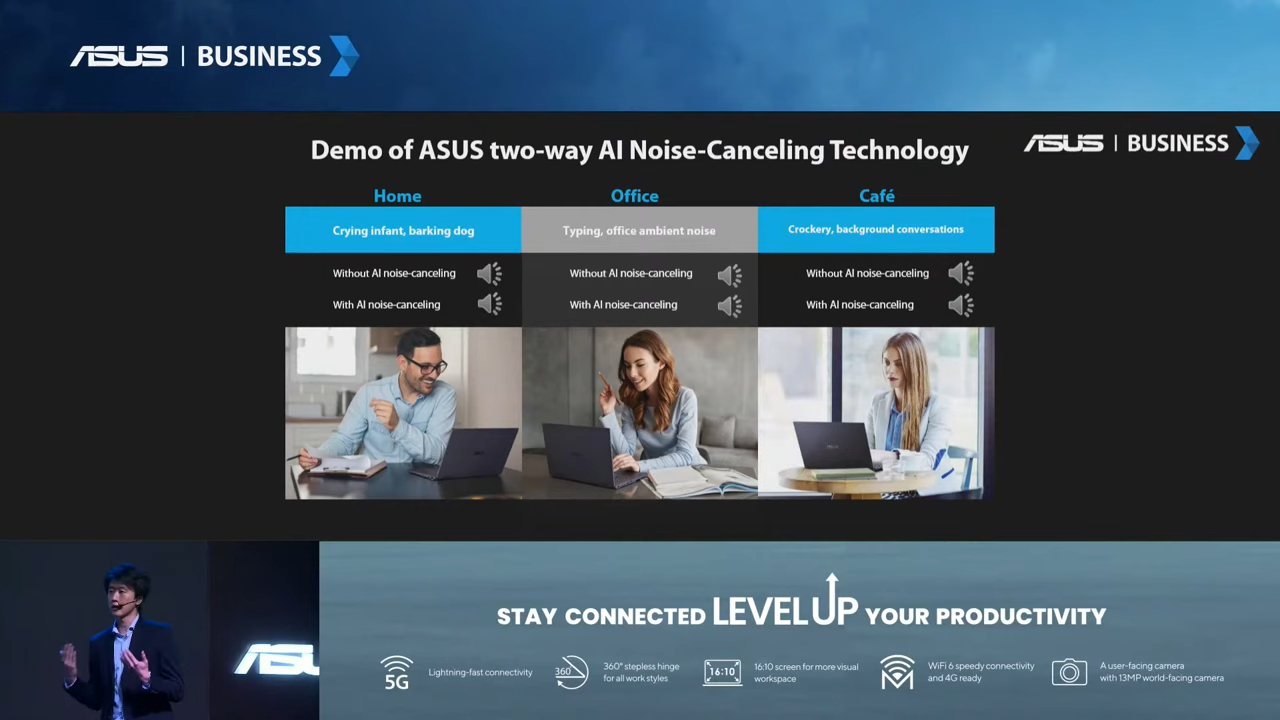 ASUS | BUSINESS
ASUS | BUSINESS
Demo of ASUS two-way AI Noise-Canceling Technology
Home
Office
Café
Crying infant, barking dog
Typing, office ambient noise
Crockery, background conversations
Without AI noise-canceling
Without AI noise-canceling
Without AI noise-canceling
With AI noise-canceling
With AI noise-canceling
With AI noise-canceling
ASUS
STAY CONNECTED LEVEL UP YOUR PRODUCTIVITY
5G
Lightning-fast connectivity
360
360° stepless hinge
for all work styles
16:10
16:10 screen for more visual
workspace
WiFi 6 speedy connectivity
and 4G ready
A user-facing camera
with 13MP world-facing camera